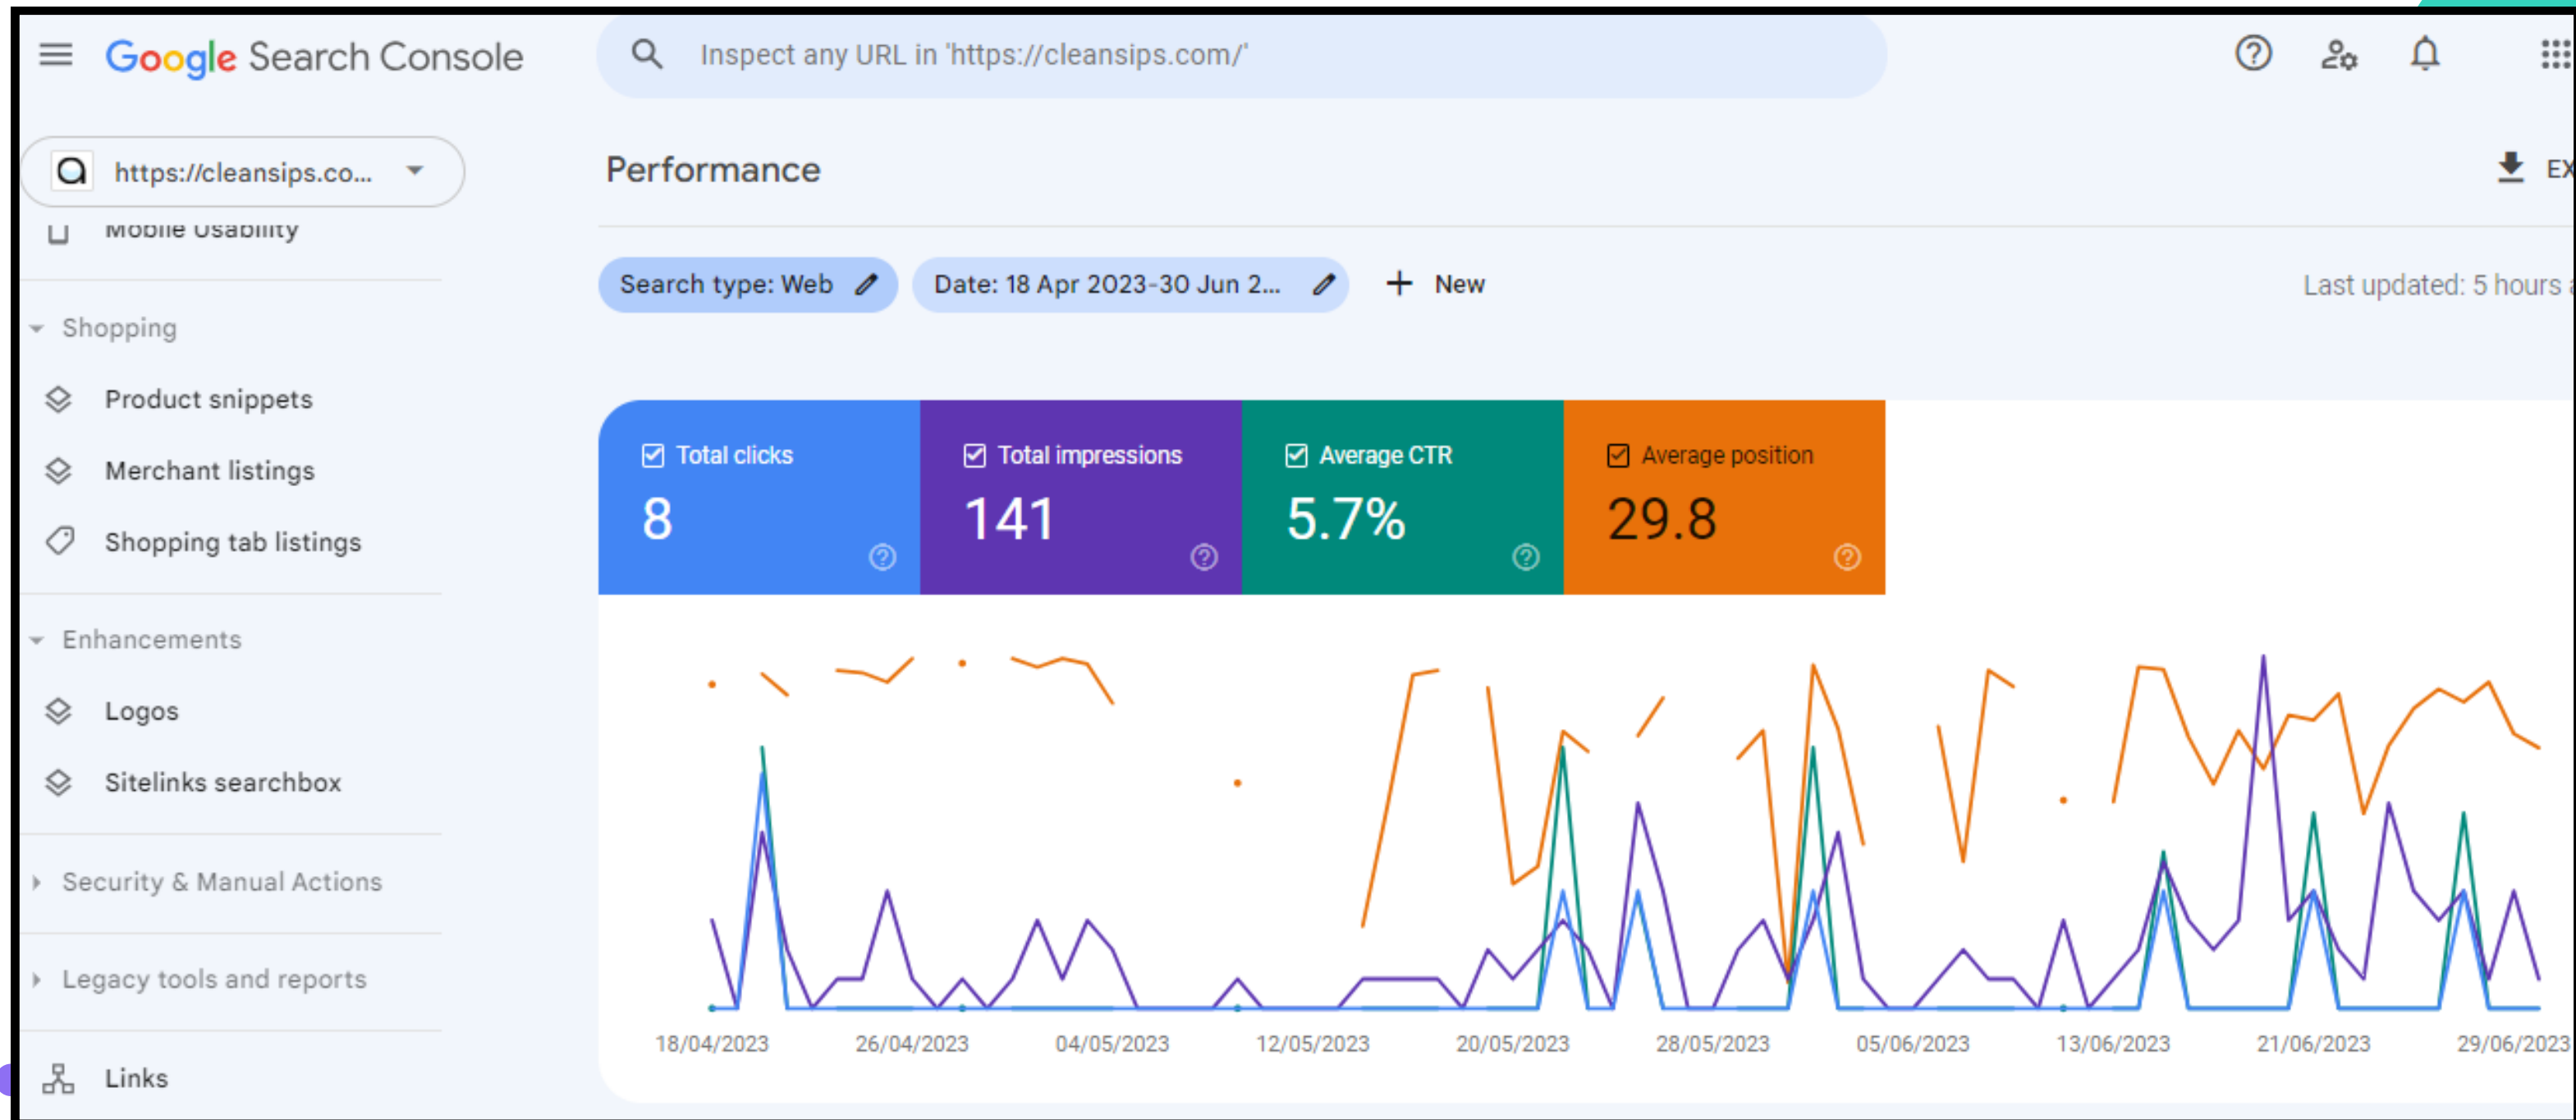 Google Search Console
Inspect any URL in 'https://cleansips.com/'
https://cleansips.co...
Performance
EX
Mobile Usability
Search type: Web
Date: 18 Apr 2023-30 Jun 2...
New
Last updated: 5 hours a
Shopping
Product snippets
Merchant listings
Shopping tab listings
Enhancements
Logos
Sitelinks searchbox
Security & Manual Actions
Legacy tools and reports
Links
Total clicks
8
Total impressions
141
Average CTR
5.7%
Average position
29.8
18/04/2023 26/04/2023 04/05/2023 12/05/2023 20/05/2023 28/05/2023 05/06/2023 13/06/2023 21/06/2023 29/06/2023